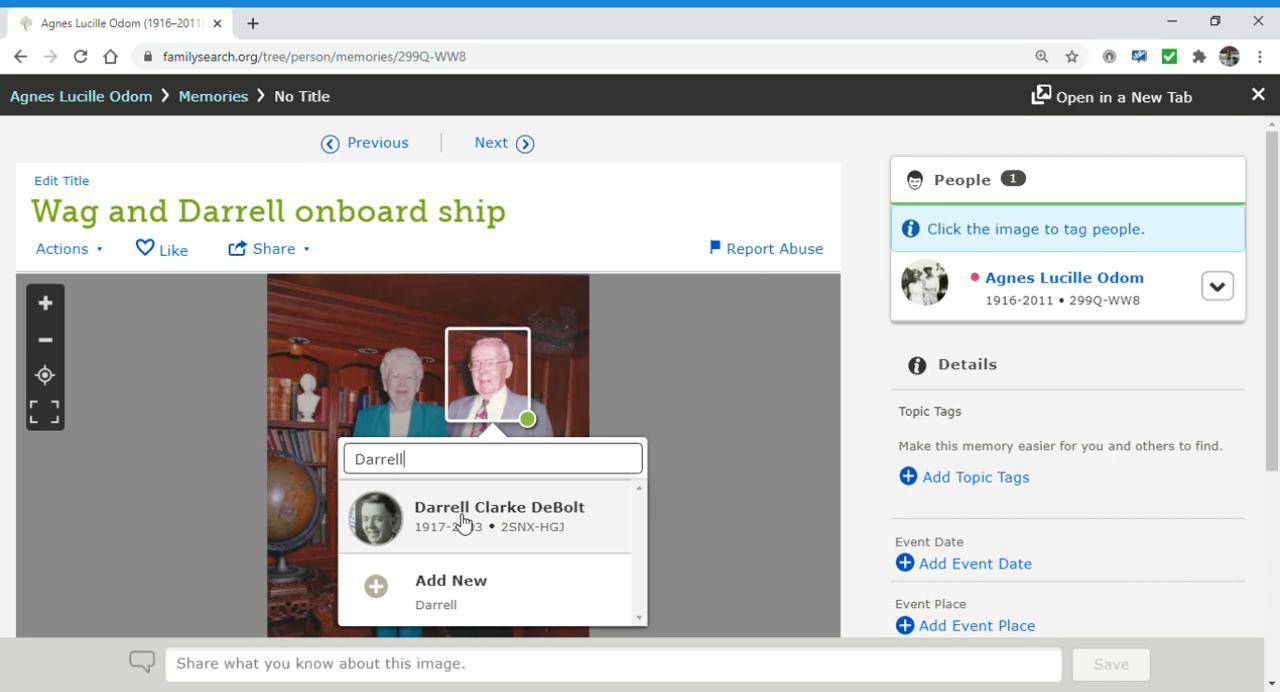 Agnes Lucille Odom (1916–2011)
familysearch.org/tree/person/memories/299Q-WW8
Agnes Lucille Odom > Memories > No Title
Open in a New Tab
Previous | Next
Edit Title
Wag and Darrell onboard ship
Actions
Like
Share
Report Abuse
Darrell
Darrell Clarke DeBolt
2SNX-HGJ
Add New
Darrell
People 1
Click the image to tag people.
Agnes Lucille Odom
1916-2011 • 299Q-WW8
Details
Topic Tags
Make this memory easier for you and others to find.
Add Topic Tags
Event Date
Add Event Date
Event Place
Add Event Place
Share what you know about this image.
Save